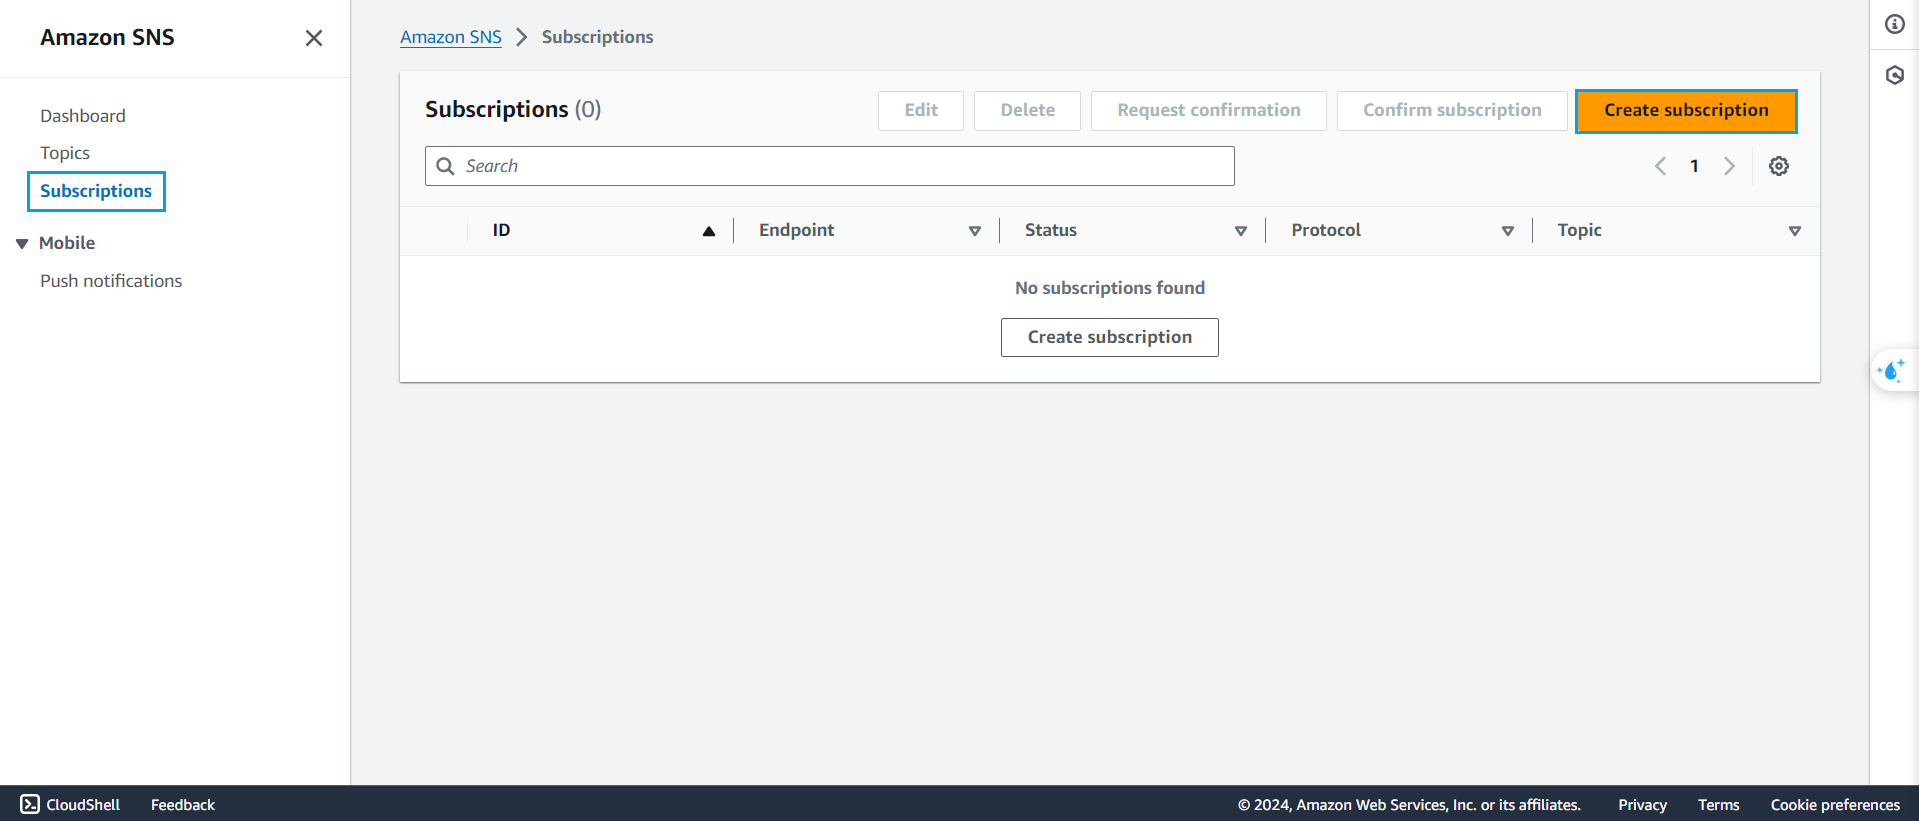 Amazon SNS
Dashboard
Topics
Subscriptions
Mobile
Push notifications
Amazon SNS Subscriptions
Subscriptions (0) Edit Delete Request confirmation Confirm subscription Create subscription
Search 1
ID Endpoint Status Protocol Topic
No subscriptions found
Create subscription
CloudShell Feedback © 2024, Amazon Web Services, Inc. or its affiliates. Privacy Terms Cookie preferences